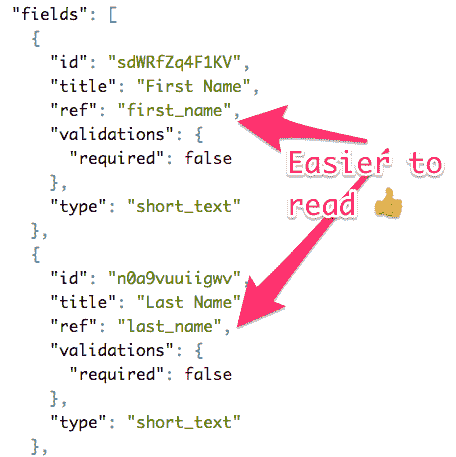 "fields": [
{
"id": "sdWRfZq4F1KV",
"title": "First Name",
"ref": "first_name",
"validations": {
"required": false
},
"type": "short_text"
},
{
"id": "n0a9vuuiigwv",
"title": "Last Name"
"ref": "last_name",
"validations": {
"required": false
},
"type": "short_text"
},
Easier to
read 👍